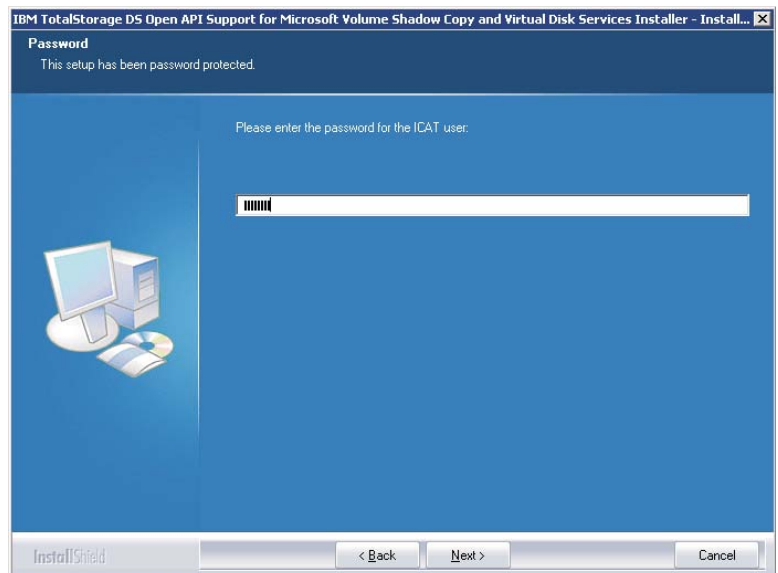 IBM TotalStorage DS Open API Support for Microsoft Volume Shadow Copy and Virtual Disk Services Installer - Install...
Password
This setup has been password protected.
Please enter the password for the ICAT user:
InstallShield
< Back
Next >
Cancel